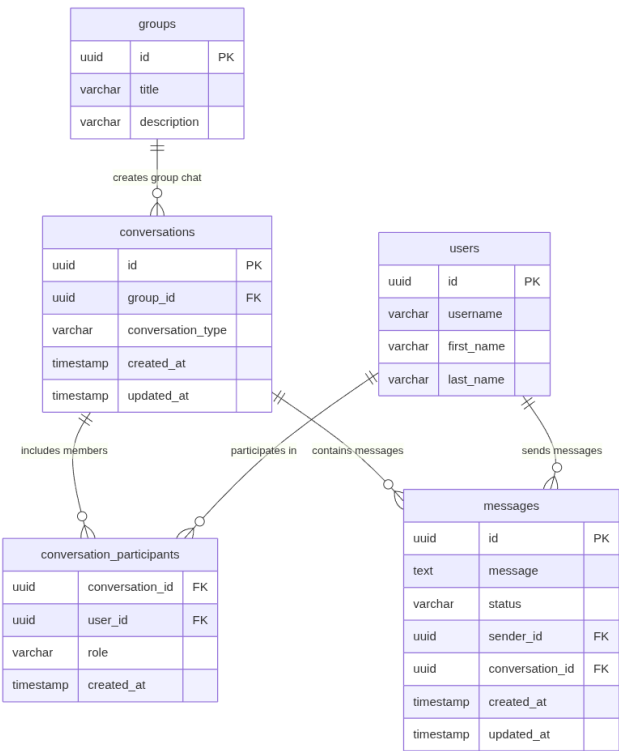 groups
uuid id PK
varchar title
varchar description
creates group chat
conversations
uuid id PK
uuid group_id FK
varchar conversation_type
timestamp created_at
timestamp updated_at
users
uuid id PK
varchar username
varchar first_name
varchar last_name
includes members
participates in
contains messages
sends messages
conversation_participants
uuid conversation_id FK
uuid user_id FK
varchar role
timestamp created_at
messages
uuid id PK
text message
varchar status
uuid sender_id FK
uuid conversation_id FK
timestamp created_at
timestamp updated_at